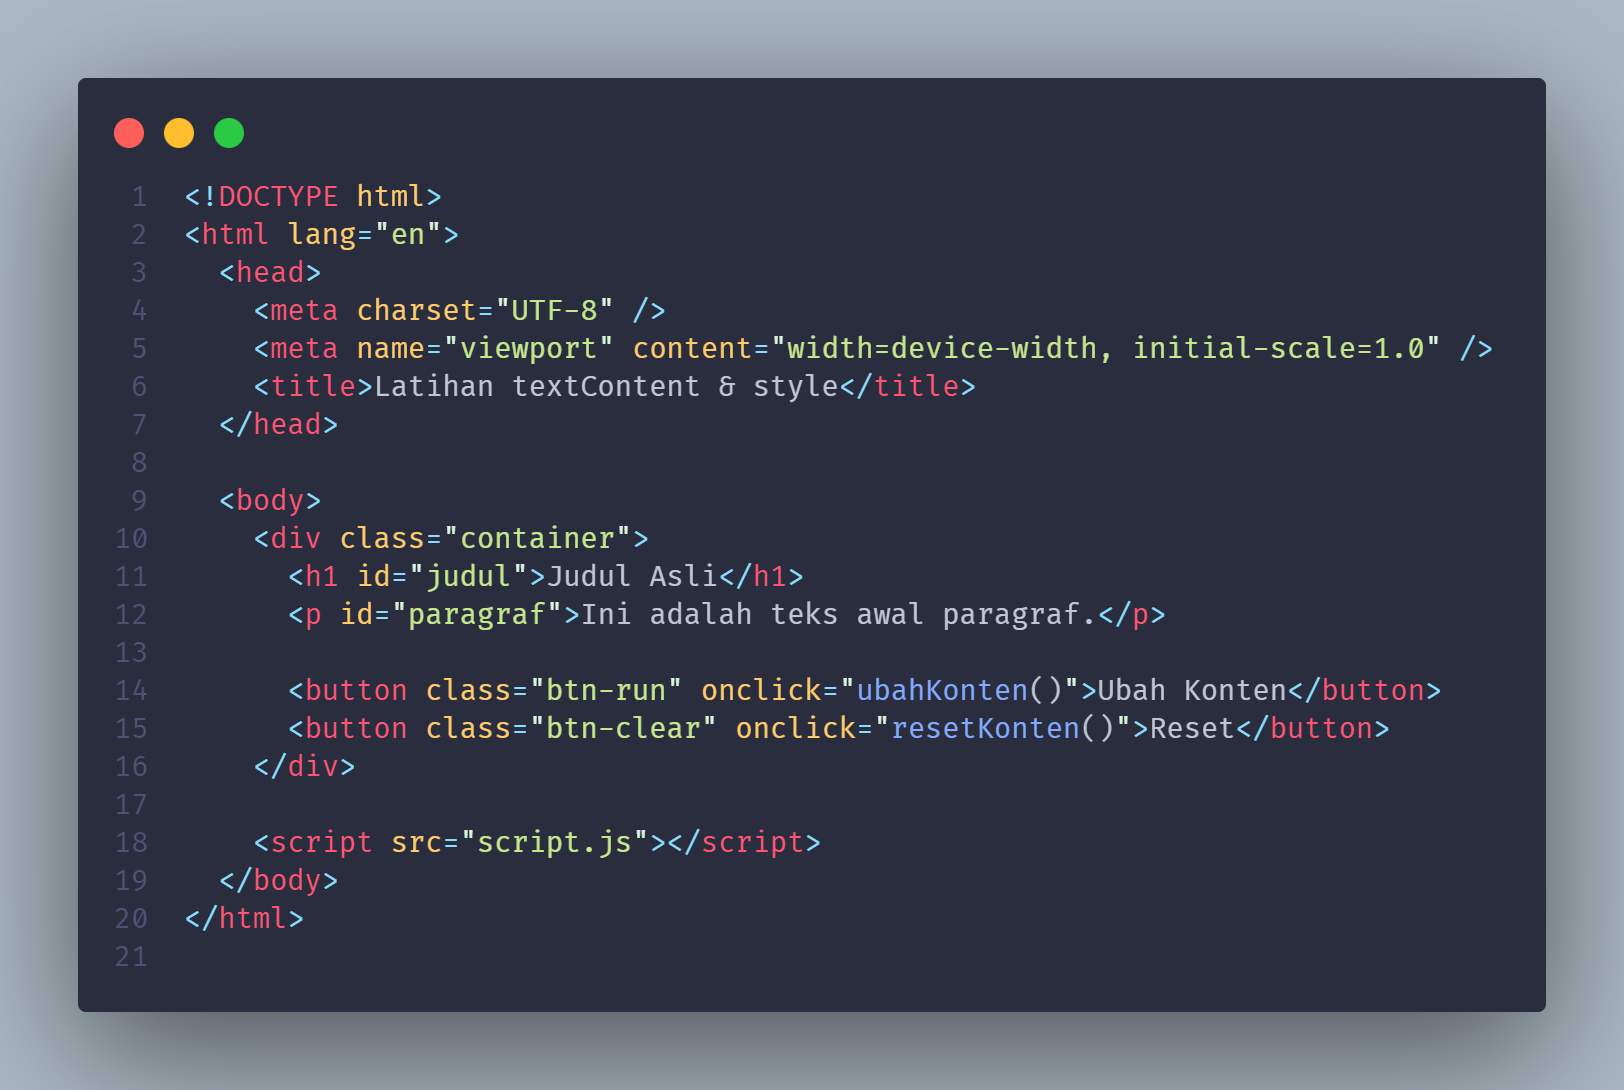 1 <!DOCTYPE html>
2 <html lang="en">
3   <head>
4     <meta charset="UTF-8" />
5     <meta name="viewport" content="width=device-width, initial-scale=1.0" />
6     <title>Latihan textContent & style</title>
7   </head>
8
9   <body>
10     <div class="container">
11       <h1 id="judul">Judul Asli</h1>
12       <p id="paragraf">Ini adalah teks awal paragraf.</p>
13
14       <button class="btn-run" onclick="ubahKonten()">Ubah Konten</button>
15       <button class="btn-clear" onclick="resetKonten()">Reset</button>
16     </div>
17
18     <script src="script.js"></script>
19   </body>
20 </html>
21